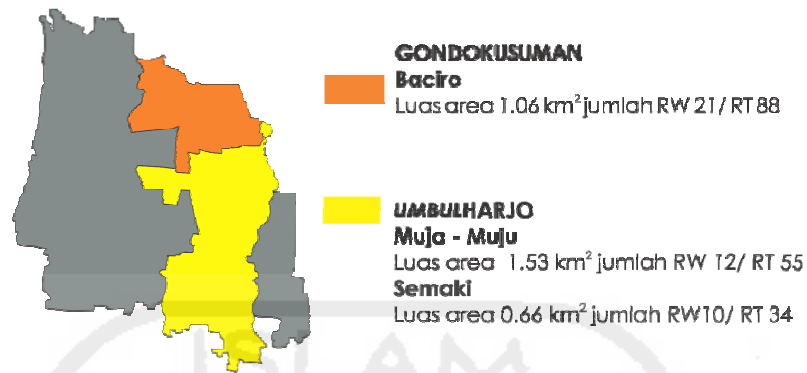 GONDOKUSUMAN
Baciro
Luas area 1.06 km² jumlah RW 21/ RT 88
UMBULHARJO
Muja - Muju
Luas area 1.53 km² jumlah RW 12/ RT 55
Semaki
Luas area 0.66 km² jumlah RW10/ RT 34
ISLAM